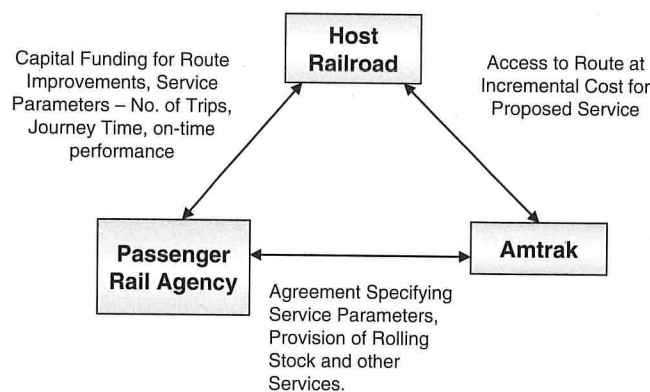 Host
Railroad
Capital Funding for Route
Improvements, Service
Parameters – No. of Trips,
Journey Time, on-time
performance
Access to Route at
Incremental Cost for
Proposed Service
Passenger
Rail Agency
Amtrak
Agreement Specifying
Service Parameters,
Provision of Rolling
Stock and other
Services.